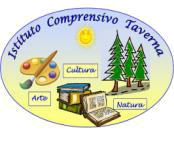 Istituto Comprensivo Taverna
Cultura
Arte
Natura